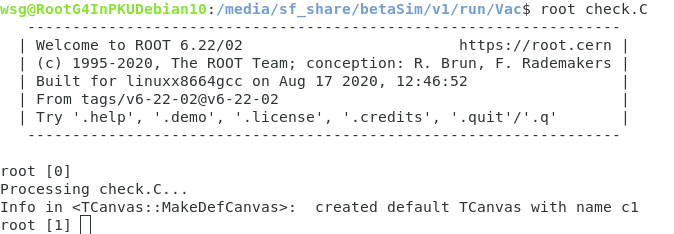 wsg@RootG4InPKUDebian10:/media/sf_share/betaSim/v1/run/Vac$ root check.C
------------------------------------------------------------------
| Welcome to ROOT 6.22/02                        https://root.cern |
| (c) 1995-2020, The ROOT Team; conception: R. Brun, F. Rademakers |
| Built for linuxx8664gcc on Aug 17 2020, 12:46:52                 |
| From tags/v6-22-02@v6-22-02                                      |
| Try '.help', '.demo', '.license', '.credits', '.quit'/'.q'       |
------------------------------------------------------------------
root [0]
Processing check.C...
Info in <TCanvas::MakeDefCanvas>:  created default TCanvas with name c1
root [1]